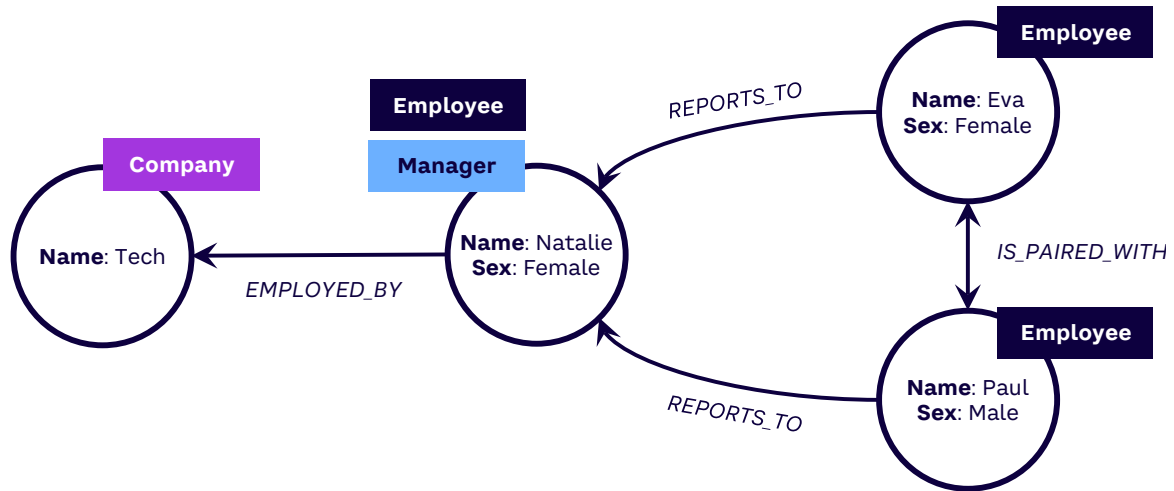 Company
Name: Tech
EMPLOYED_BY
Employee
Manager
Name: Natalie
Sex: Female
REPORTS_TO
REPORTS_TO
Employee
Name: Eva
Sex: Female
IS_PAIRED_WITH
Employee
Name: Paul
Sex: Male